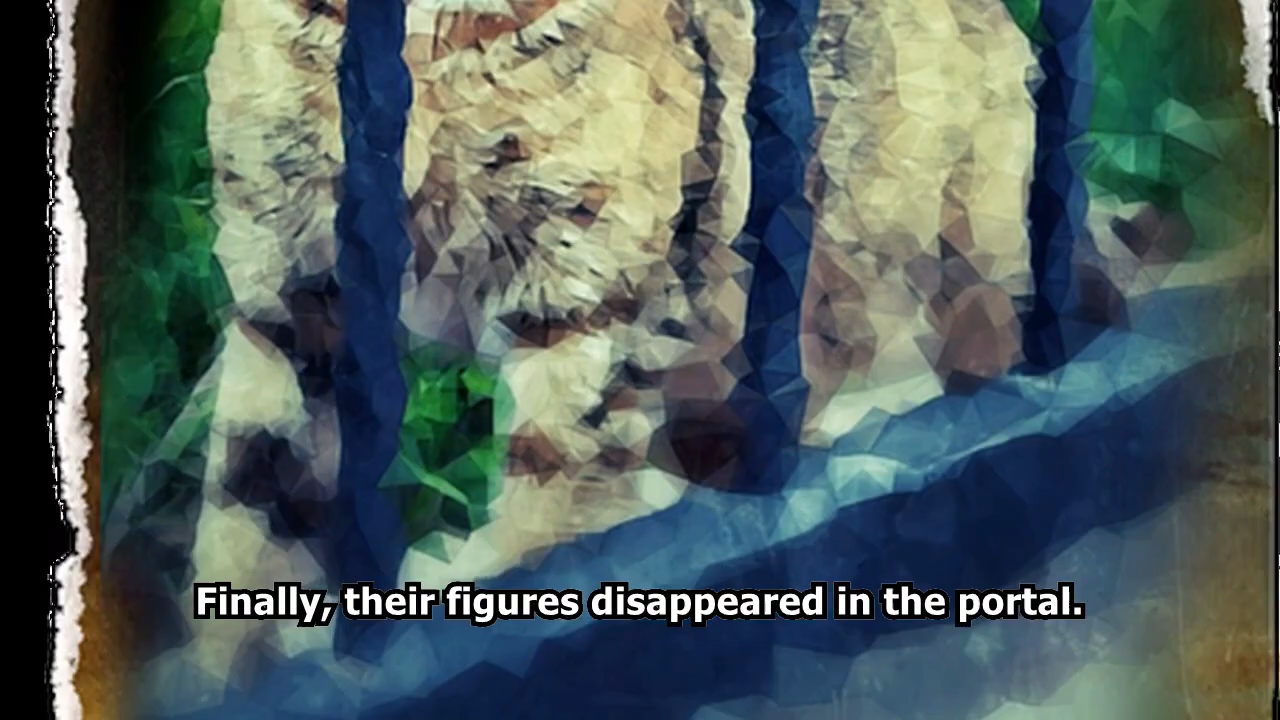 Finally, their figures disappeared in the portal.